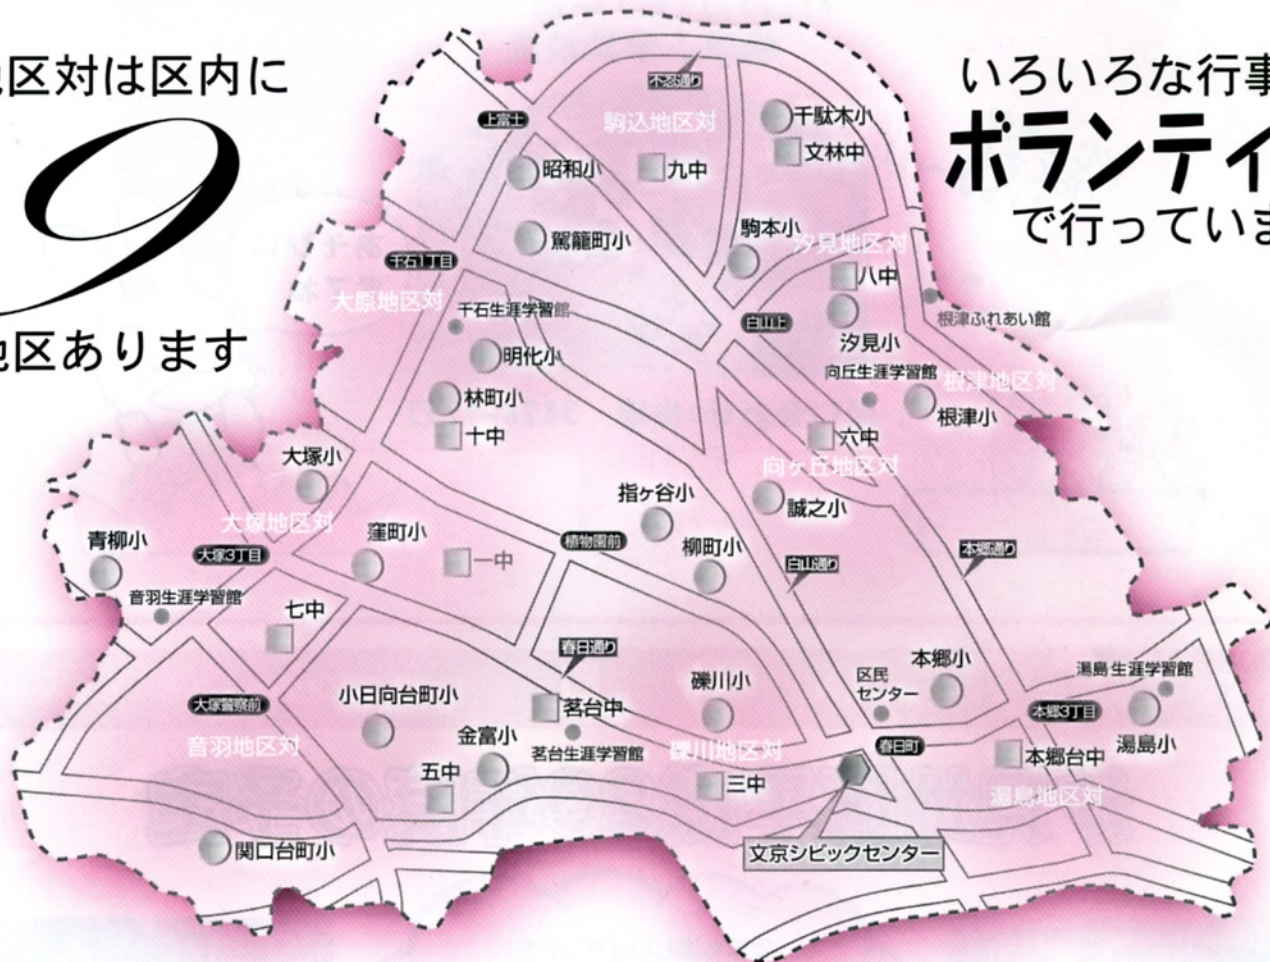 区対は区内に
9
区あります
いろいろな行事
ボランティ
で行っていま
不忍通り
上富士
駒込地区対
千駄木小
文林中
昭和小
九中
駕籠町小
駒本小
汐見地区対
八中
千石1丁目
大原地区対
千石生涯学習館
白山上
根津ふれあい館
汐見小
明化小
向丘生涯学習館
根津地区対
林町小
根津小
十中
六中
大塚小
向ヶ丘地区対
指ヶ谷小
誠之小
大塚地区対
窪町小
青柳小
大塚3丁目
植物園前
柳町小
本郷通り
一中
白山通り
音羽生涯学習館
七中
春日通り
本郷小
区民
センター
湯島生涯学習館
小日向台町小
礫川小
大塚警察前
茗台中
本郷3丁目
金富小
音羽地区対
茗台生涯学習館
礫川地区対
春日町
湯島小
本郷台中
五中
三中
湯島地区対
関口台町小
文京シビックセンター